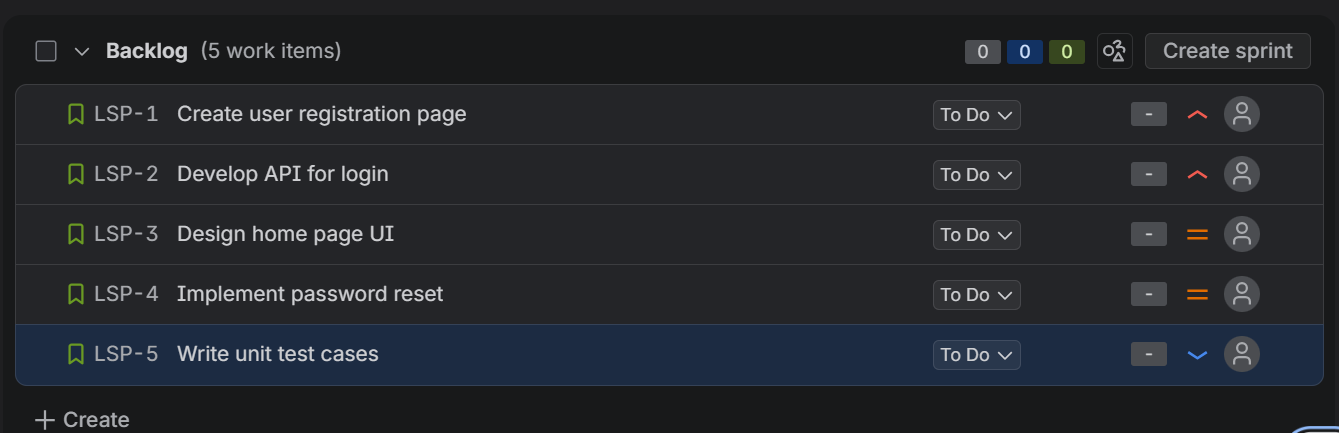 Backlog (5 work items) 0 0 0 Create sprint
LSP-1 Create user registration page To Do -
LSP-2 Develop API for login To Do -
LSP-3 Design home page UI To Do -
LSP-4 Implement password reset To Do -
LSP-5 Write unit test cases To Do -
+ Create